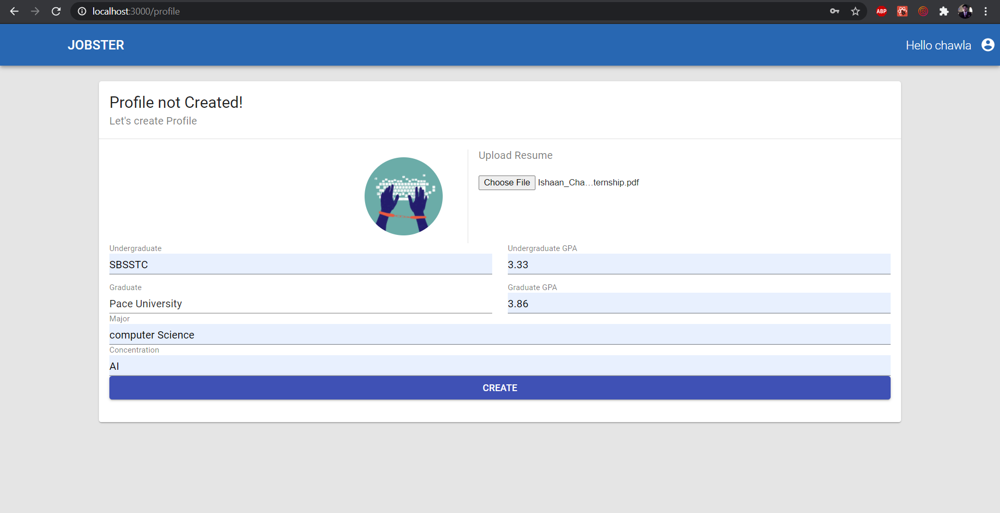 localhost:3000/profile
ABP
JOBSTER
Hello chawla
Profile not Created!
Let's create Profile
Upload Resume
Choose File Ishaan_Cha…ternship.pdf
Undergraduate
SBSSTC
Undergraduate GPA
3.33
Graduate
Pace University
Graduate GPA
3.86
Major
computer Science
Concentration
AI
CREATE